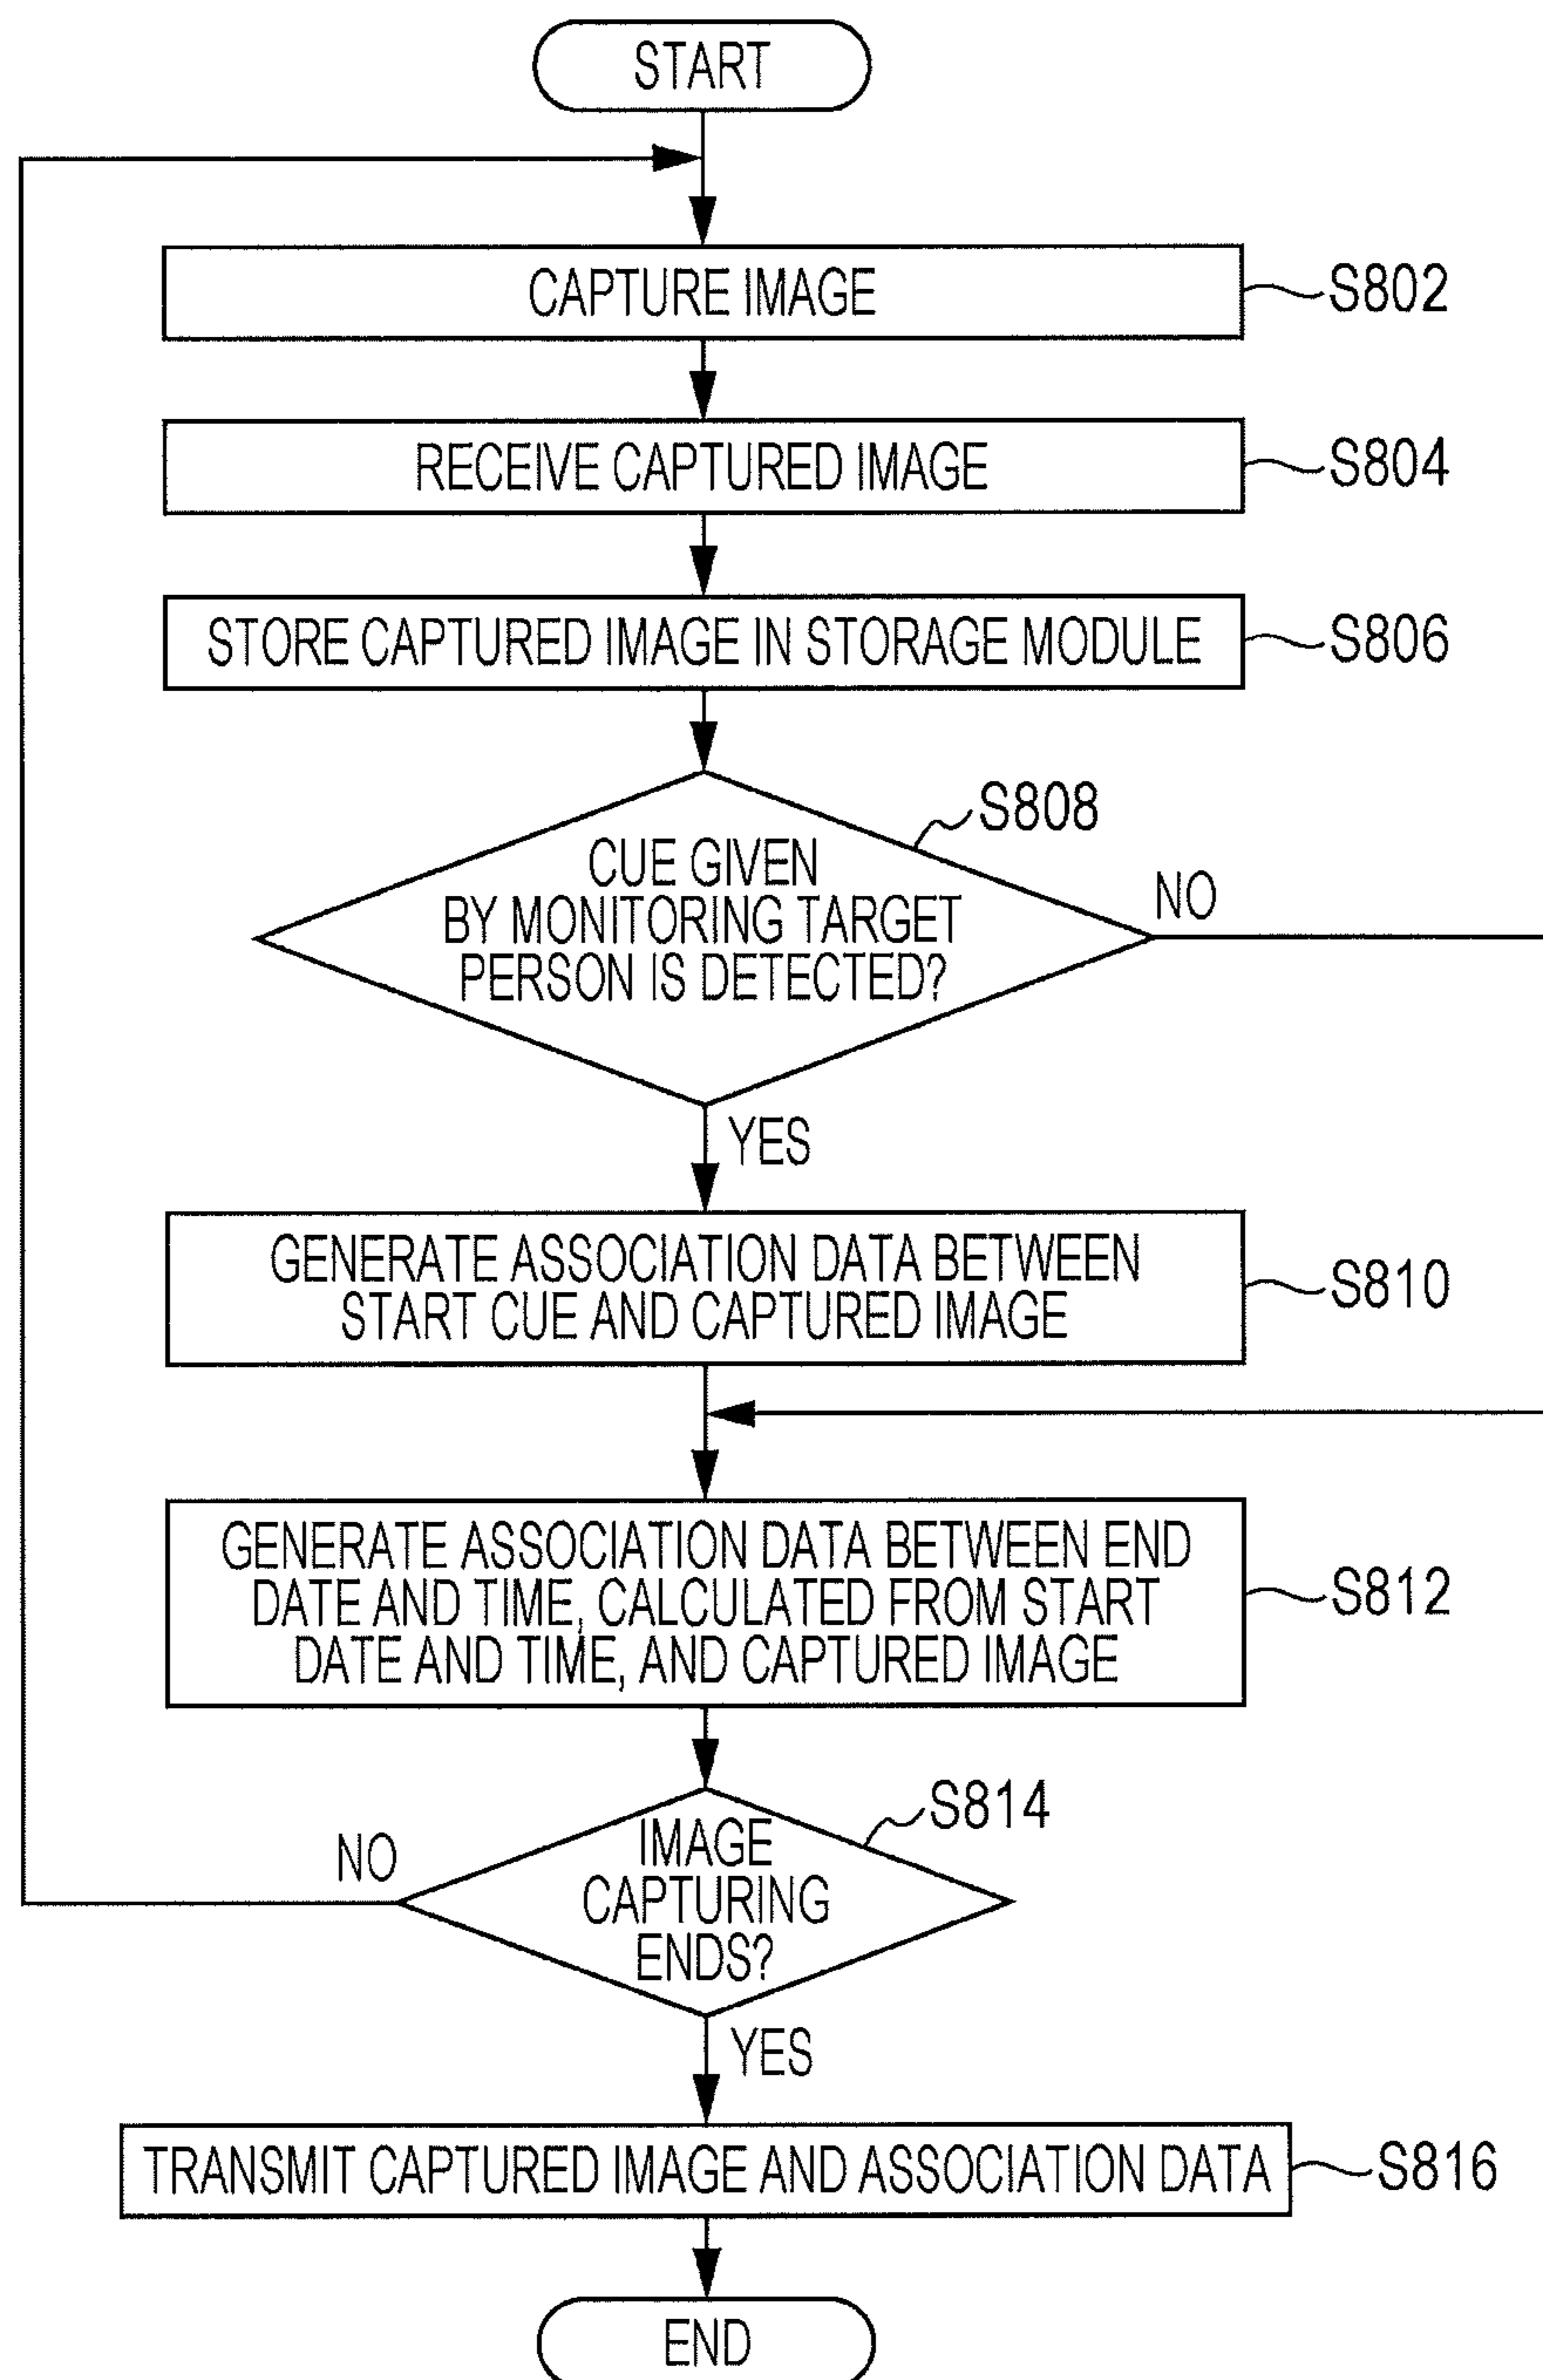 START
CAPTURE IMAGE
S802
RECEIVE CAPTURED IMAGE
S804
STORE CAPTURED IMAGE IN STORAGE MODULE
S806
S808
CUE GIVEN
BY MONITORING TARGET
PERSON IS DETECTED?
NO
YES
GENERATE ASSOCIATION DATA BETWEEN
START CUE AND CAPTURED IMAGE
S810
GENERATE ASSOCIATION DATA BETWEEN END
DATE AND TIME, CALCULATED FROM START
DATE AND TIME, AND CAPTURED IMAGE
S812
S814
IMAGE
CAPTURING
ENDS?
NO
YES
TRANSMIT CAPTURED IMAGE AND ASSOCIATION DATA
S816
END